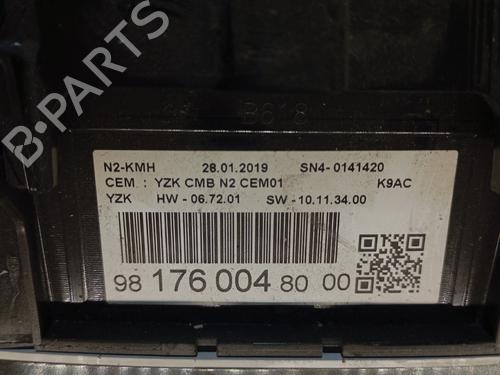 B618
N2-KMH 28.01.2019 SN4-0141420
CEM : YZK CMB N2 CEM01 K9AC
YZK HW - 06.72.01 SW - 10.11.34.00
98 176 004 80 00
B-PARTS